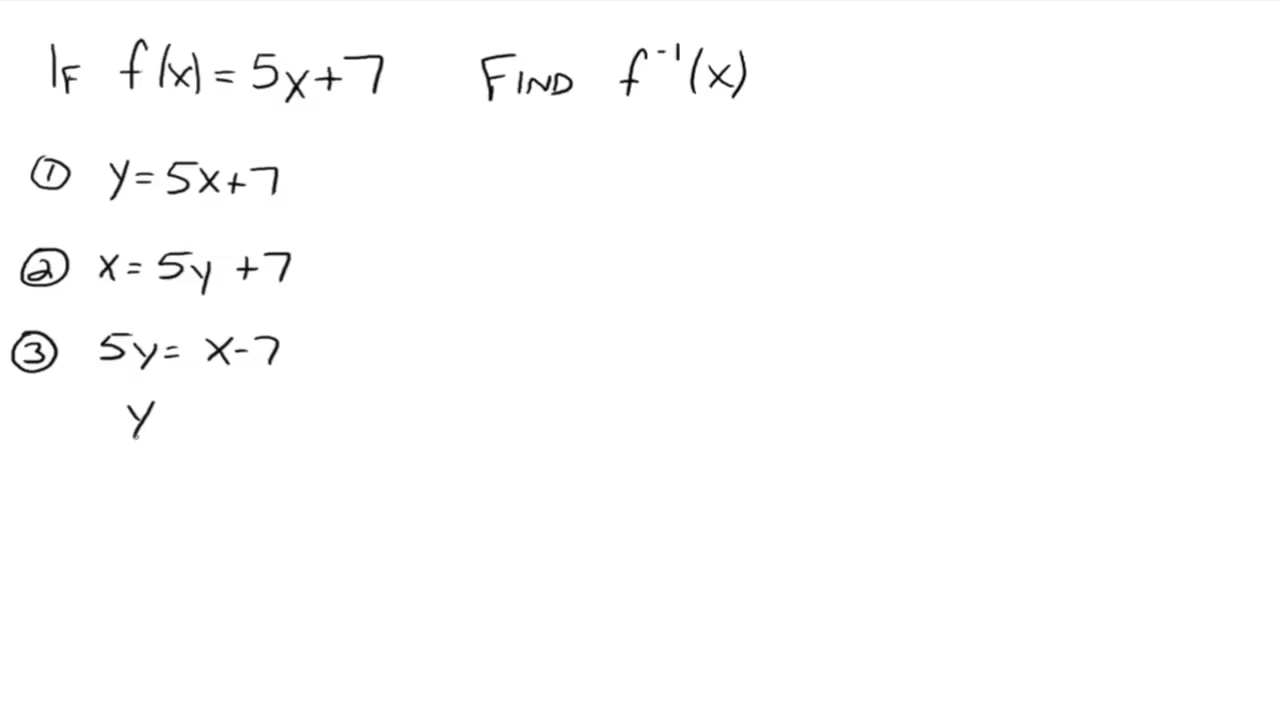 IF f(x) = 5x+7 FIND f⁻¹(x)
① y = 5x+7
② x = 5y +7
③ 5y = x-7
y